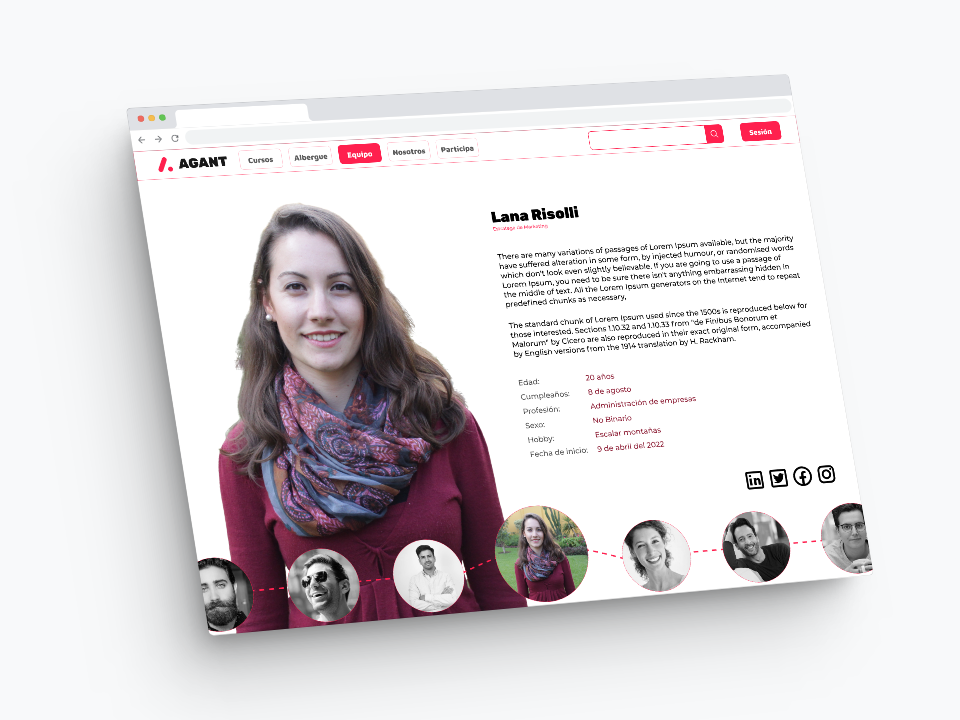 AGANT
Cursos
Albergue
Equipo
Nosotros
Participa
Sesión
Lana Risolli
Encargada de Marketing
There are many variations of passages of Lorem Ipsum available, but the majority
have suffered alteration in some form, by injected humour, or randomised words
which don't look even slightly believable. If you are going to use a passage of
Lorem Ipsum, you need to be sure there isn't anything embarrassing hidden in
the middle of text. All the Lorem Ipsum generators on the Internet tend to repeat
predefined chunks as necessary,
The standard chunk of Lorem Ipsum used since the 1500s is reproduced below for
those interested. Sections 1.10.32 and 1.10.33 from "de Finibus Bonorum et
Malorum" by Cicero are also reproduced in their exact original form, accompanied
by English versions from the 1914 translation by H. Rackham.
Edad: 20 años
Cumpleaños: 8 de agosto
Profesión: Administración de empresas
Sexo: No Binario
Hobby: Escalar montañas
Fecha de inicio: 9 de abril del 2022